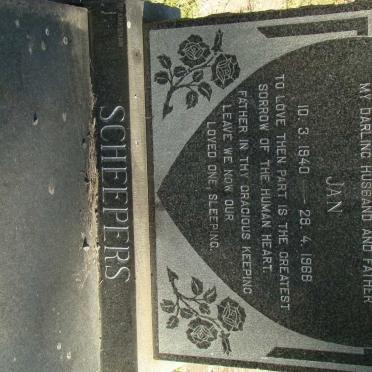 MY DARLING HUSBAND AND FATHER
JAN
10. 3. 1940 — 28. 4. 1968
TO LOVE THEN PART IS THE GREATEST
SORROW OF THE HUMAN HEART.
FATHER IN THY GRACIOUS KEEPING
LEAVE WE NOW OUR
LOVED ONE, SLEEPING.
SCHEEPERS